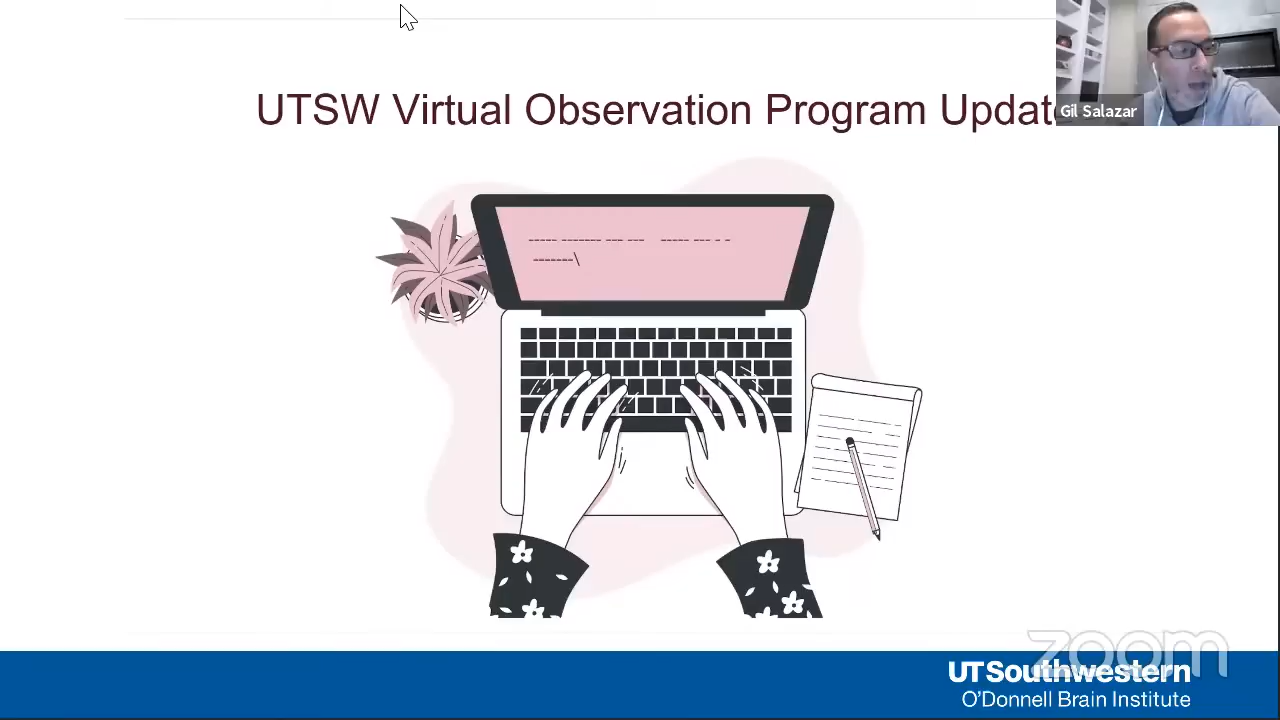 UTSW Virtual Observation Program Updat
Gil Salazar
zoom
UTSouthwestern
O'Donnell Brain Institute